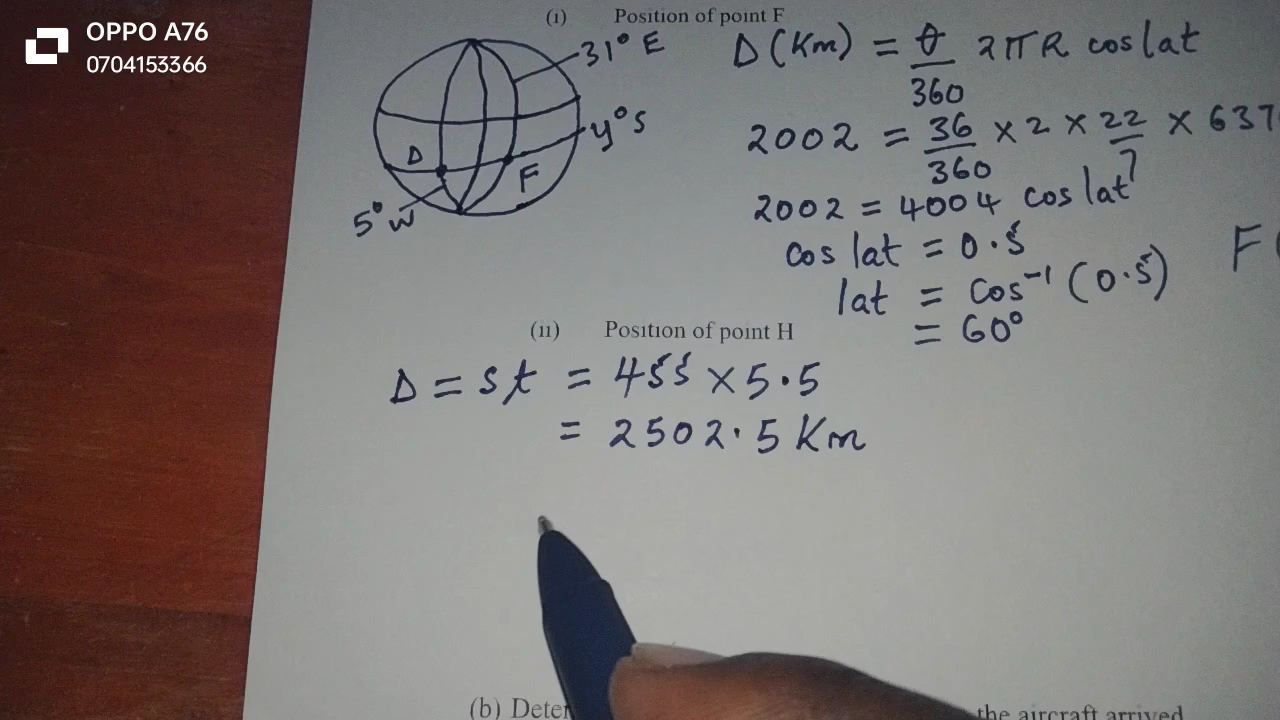 OPPO A76
0704153366
(i) Position of point F
31° E
y°s
D
F
5° W
D (Km) = θ/360 2πR cos lat
2002 = 36/360 × 2 × 22/7 × 637
2002 = 4004 cos lat
cos lat = 0.5
lat = cos⁻¹ (0.5)
= 60°
F(
(ii) Position of point H
D = st = 455 × 5.5
= 2502.5 Km
(b) Deter
the aircraft arrived